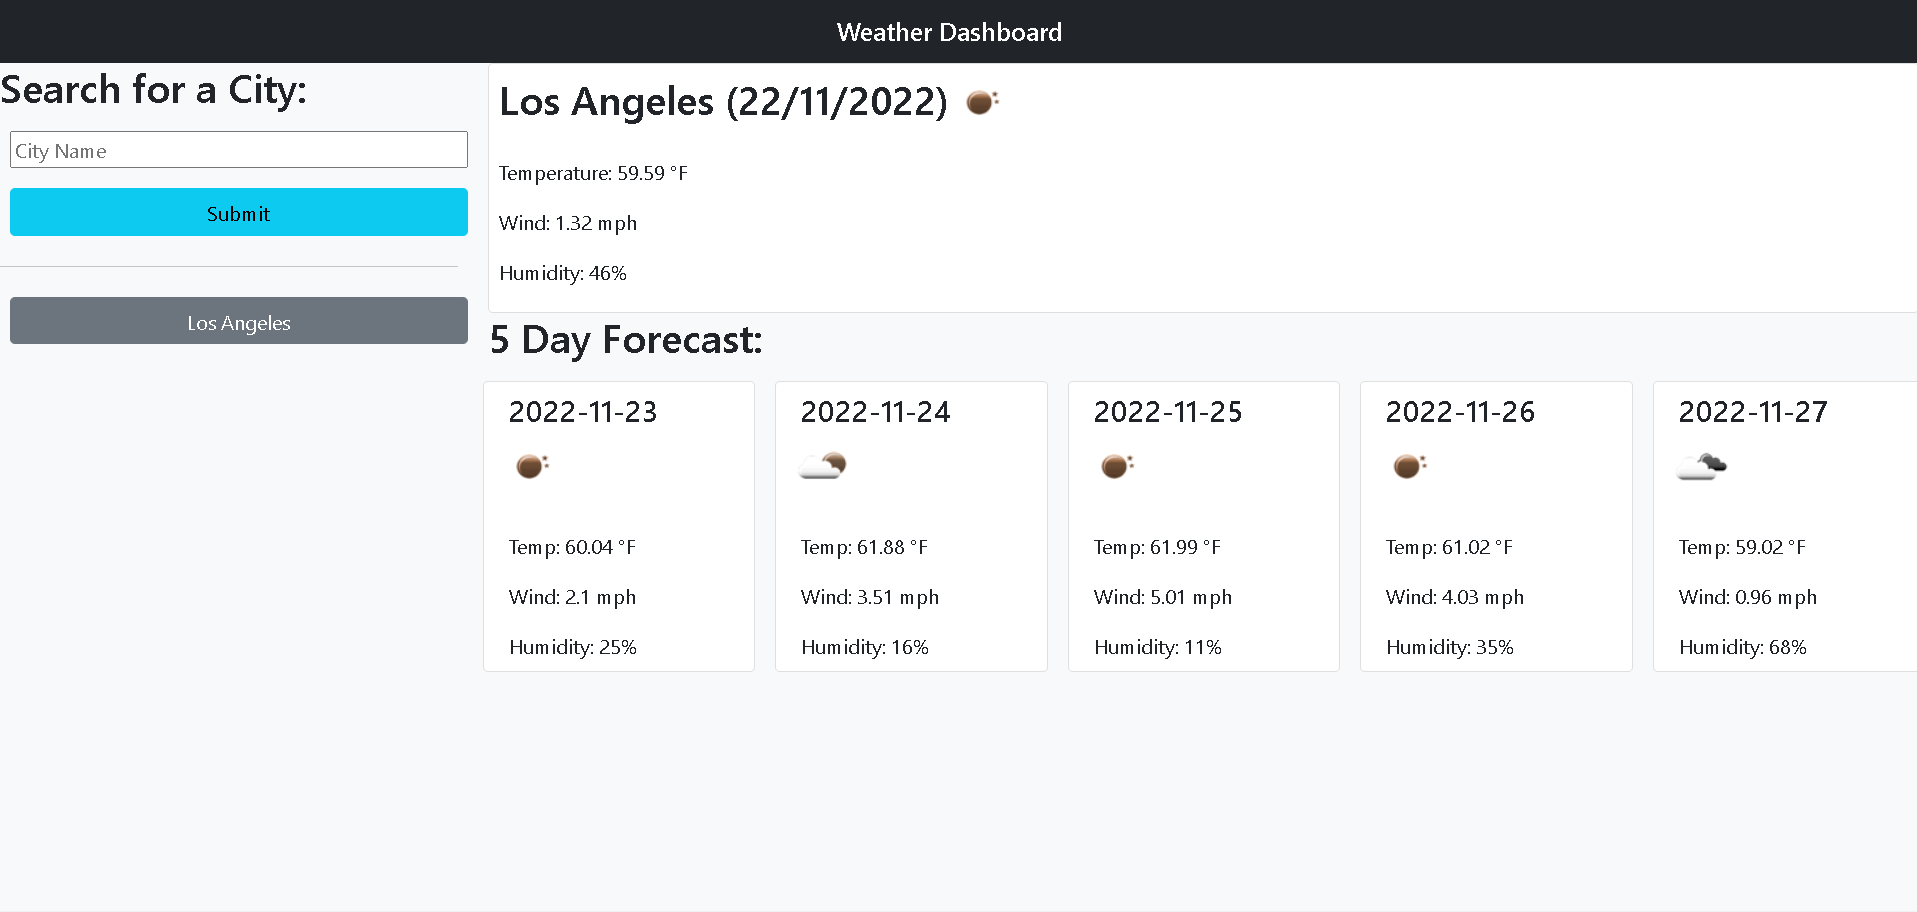 Weather Dashboard
Search for a City:
City Name
Submit
Los Angeles
Los Angeles (22/11/2022)
Temperature: 59.59 °F
Wind: 1.32 mph
Humidity: 46%
5 Day Forecast:
2022-11-23
Temp: 60.04 °F
Wind: 2.1 mph
Humidity: 25%
2022-11-24
Temp: 61.88 °F
Wind: 3.51 mph
Humidity: 16%
2022-11-25
Temp: 61.99 °F
Wind: 5.01 mph
Humidity: 11%
2022-11-26
Temp: 61.02 °F
Wind: 4.03 mph
Humidity: 35%
2022-11-27
Temp: 59.02 °F
Wind: 0.96 mph
Humidity: 68%